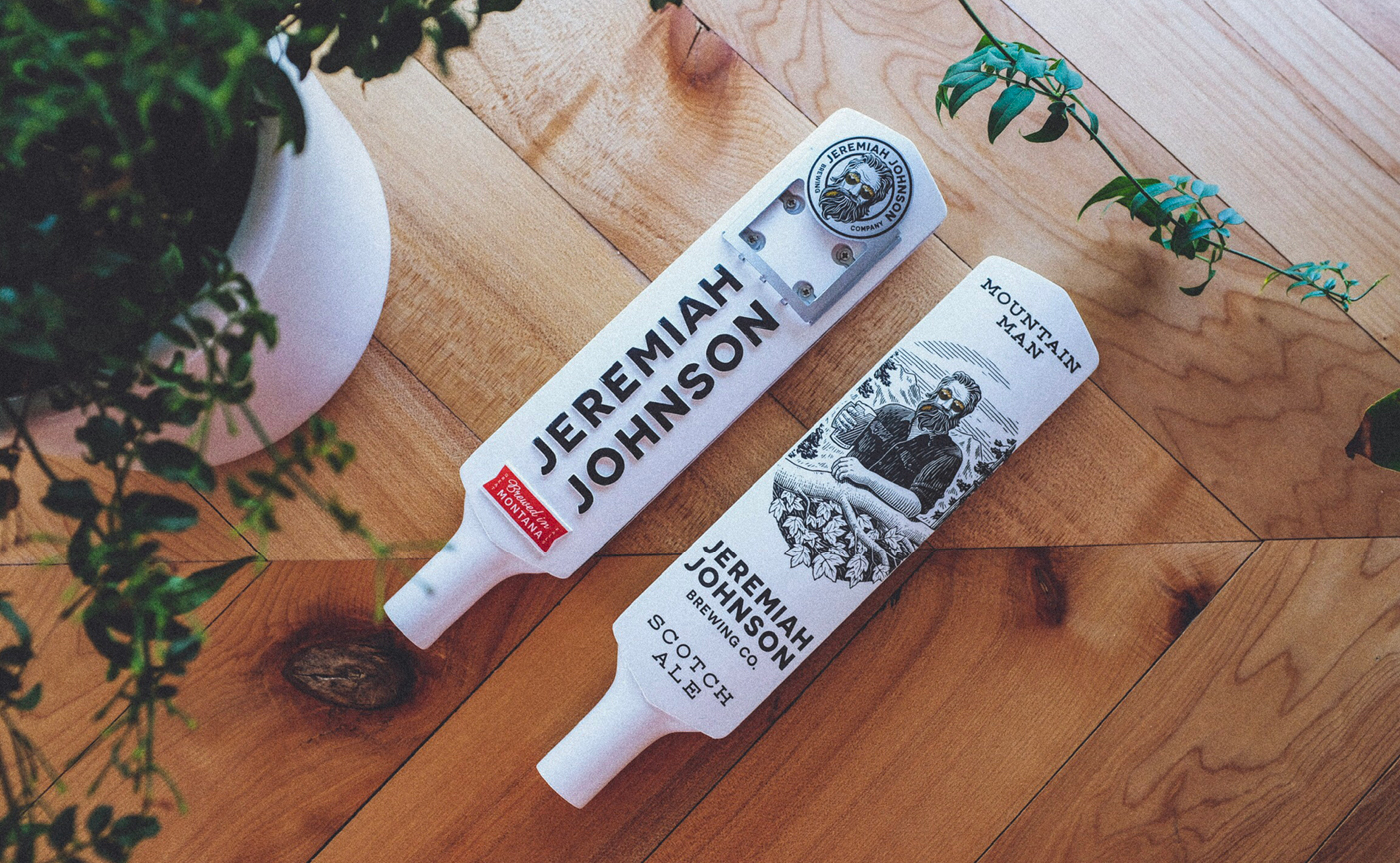 JEREMIAH JOHNSON
BREWING
COMPANY
JEREMIAH
JOHNSON
Brewed in
MONTANA
MOUNTAIN
MAN
JEREMIAH
JOHNSON
BREWING CO.
SCOTCH
ALE